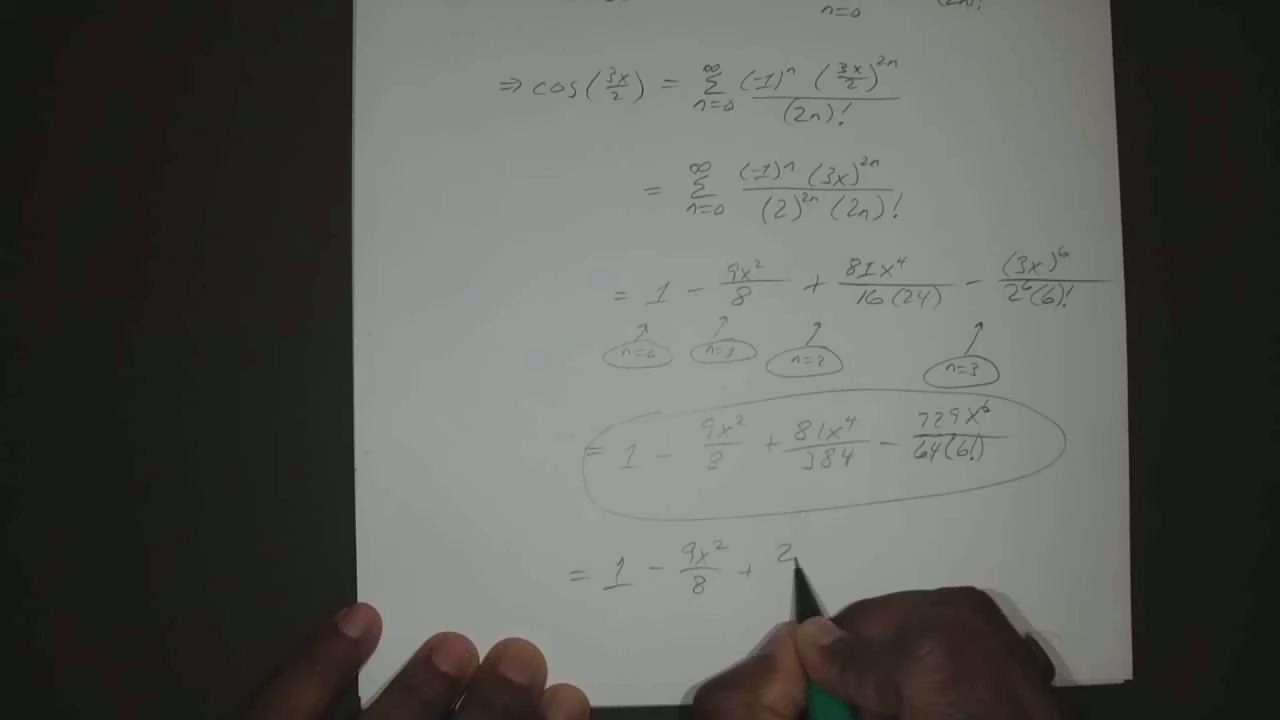 n=0 (2n)!
⇒ cos(3x/2) = ∑_{n=0}^{∞} (-1)^n (3x/2)^{2n} / (2n)!
= ∑_{n=0}^{∞} (-1)^n (3x)^{2n} / (2)^{2n} (2n)!
= 1 - 9x²/8 + 81x⁴/16(24) - (3x)⁶/2⁶(6)!
n=0 n=1 n=2 n=3
= 1 - 9x²/8 + 81x⁴/384 - 729x⁶/64(6!)
= 1 - 9x²/8 + 2